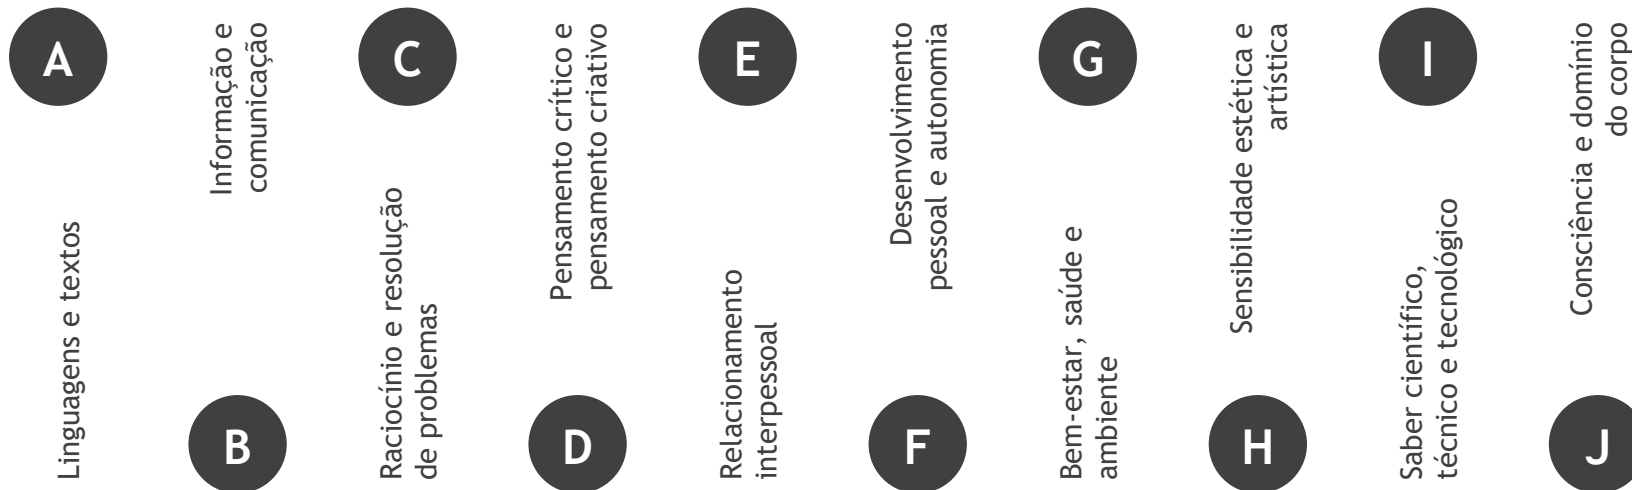 A
Linguagens e textos
B
Informação e
comunicação
C
Raciocínio e resolução
de problemas
D
Pensamento crítico e
pensamento criativo
E
Relacionamento
interpessoal
F
Desenvolvimento
pessoal e autonomia
G
Bem-estar, saúde e
ambiente
H
Sensibilidade estética e
artística
I
Saber científico,
técnico e tecnológico
J
Consciência e domínio
do corpo